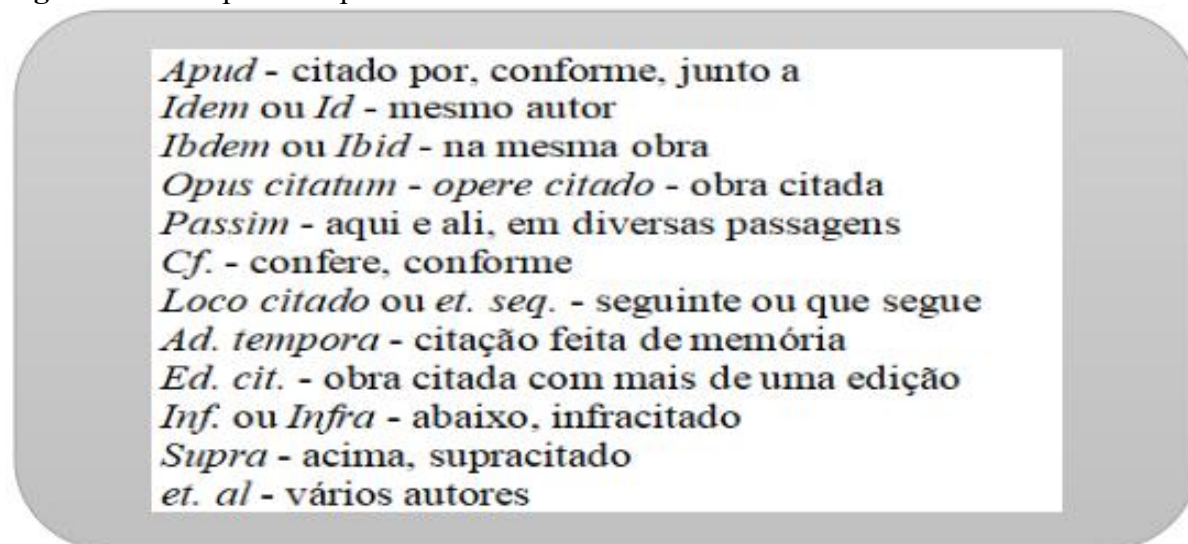 Apud - citado por, conforme, junto a
Idem ou Id - mesmo autor
Ibdem ou Ibid - na mesma obra
Opus citatum - opere citado - obra citada
Passim - aqui e ali, em diversas passagens
Cf. - confere, conforme
Loco citado ou et. seq. - seguinte ou que segue
Ad. tempora - citação feita de memória
Ed. cit. - obra citada com mais de uma edição
Inf. ou Infra - abaixo, infracitado
Supra - acima, supracitado
et. al - vários autores